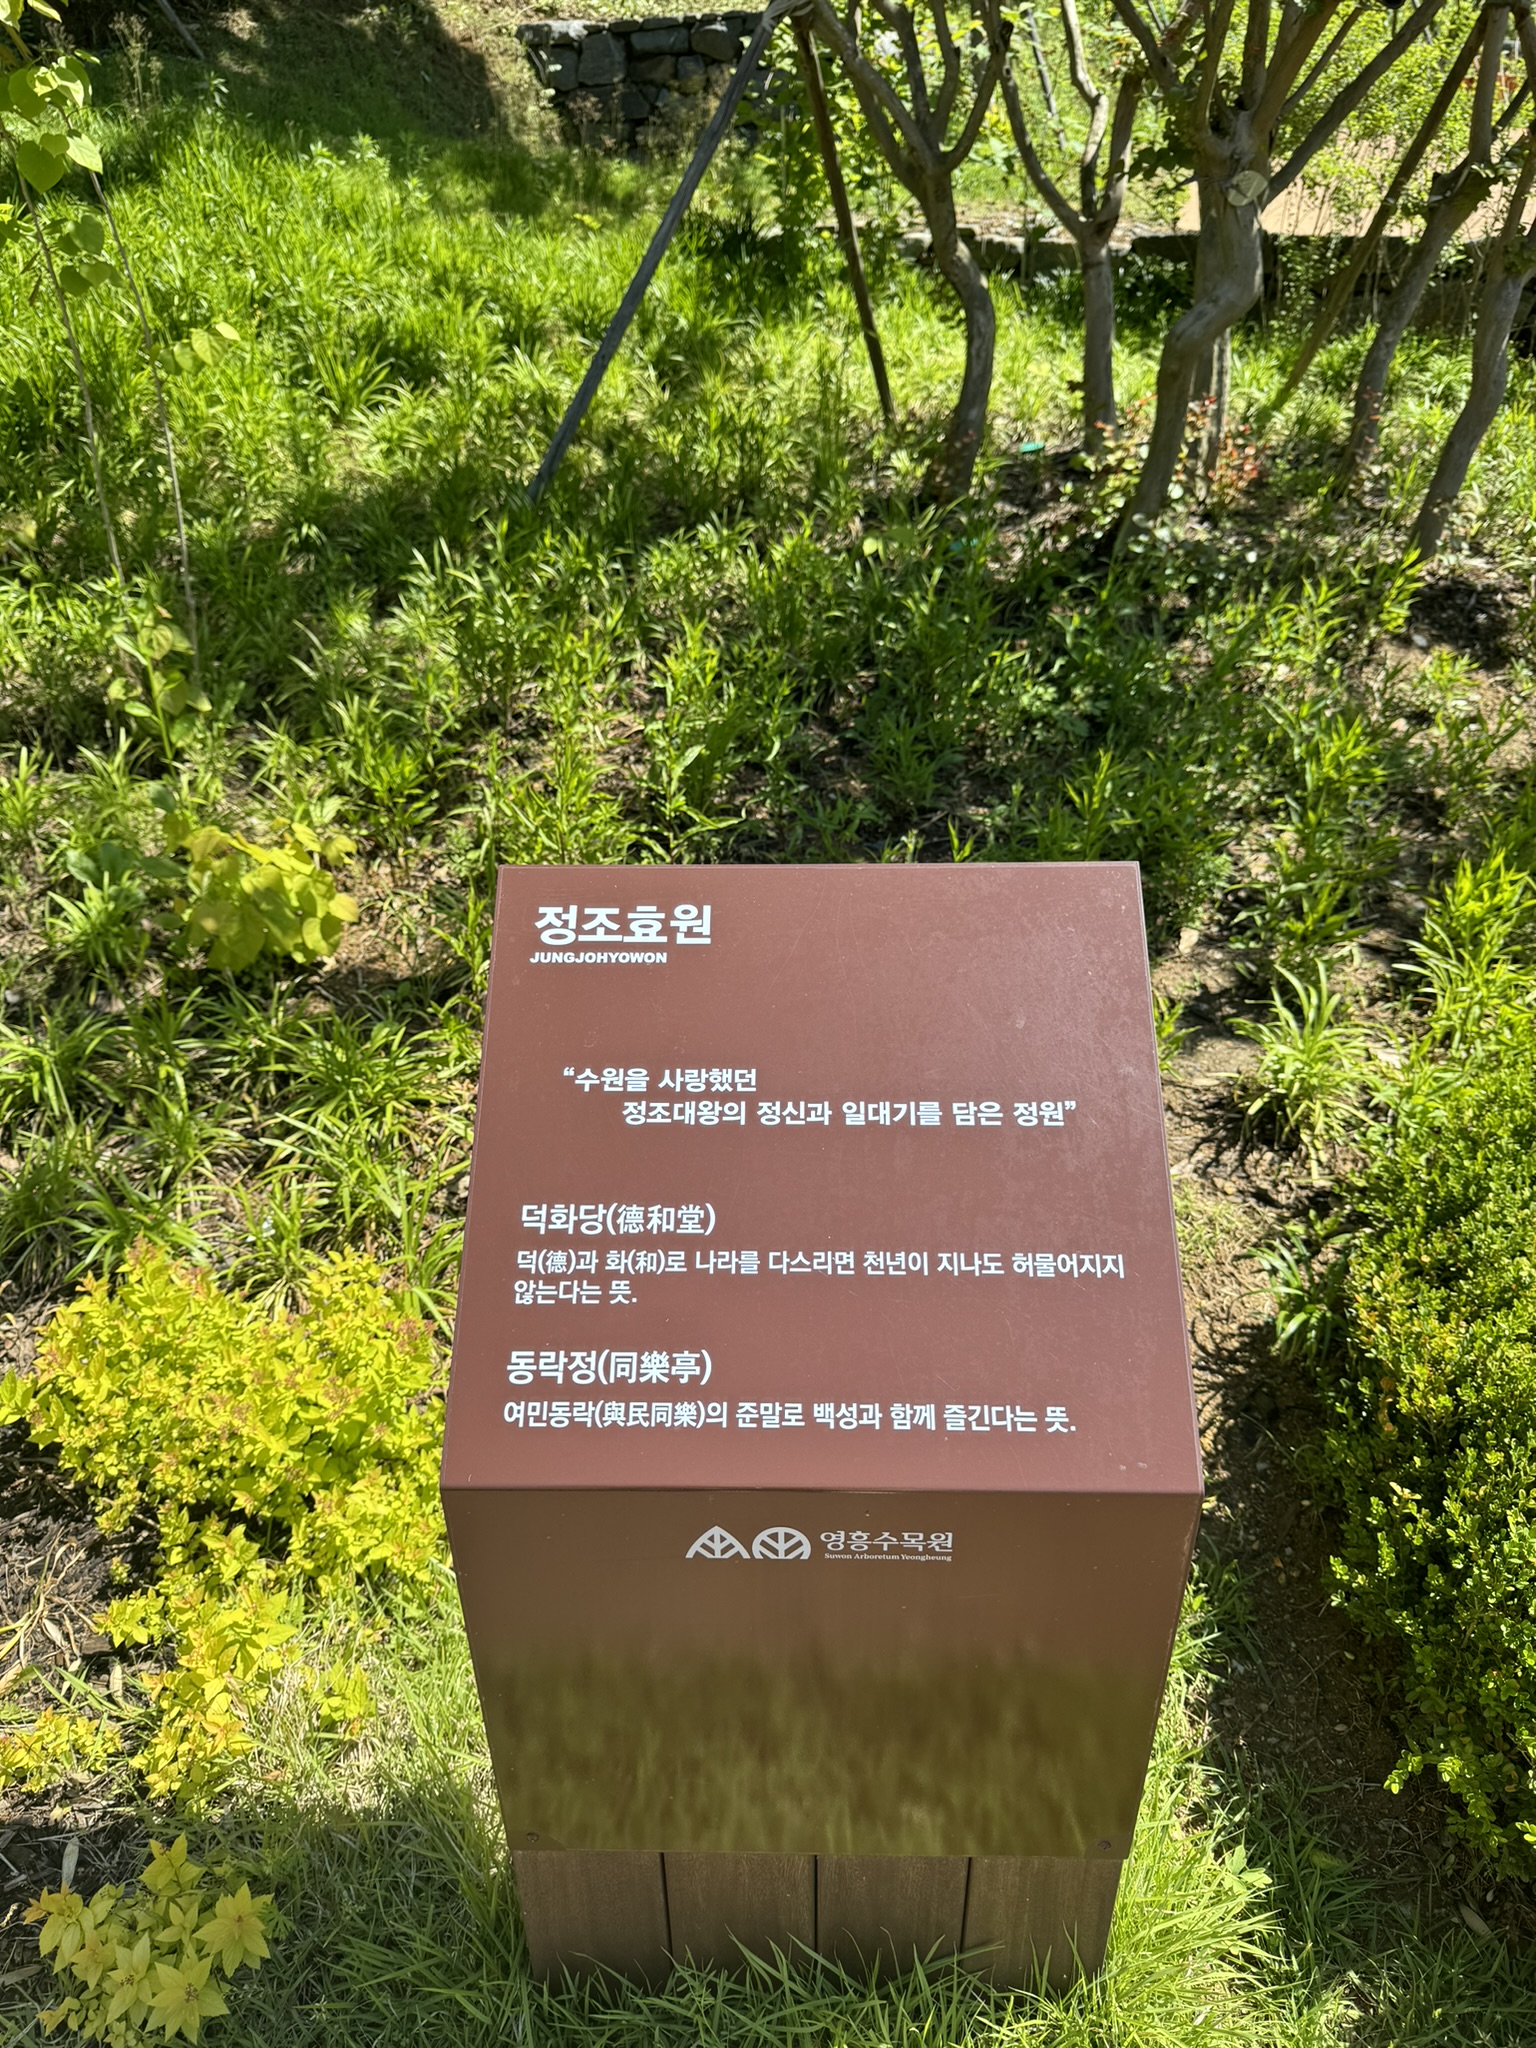 정조효원
JUNGJOHYOWON
“수원을 사랑했던
정조대왕의 정신과 일대기를 담은 정원”
덕화당(德和堂)
덕(德)과 화(和)로 나라를 다스리면 천년이 지나도 허물어지지
않는다는 뜻.
동락정(同樂亭)
여민동락(與民同樂)의 준말로 백성과 함께 즐긴다는 뜻.
영흥수목원
Suwon Arboretum Yeongheung